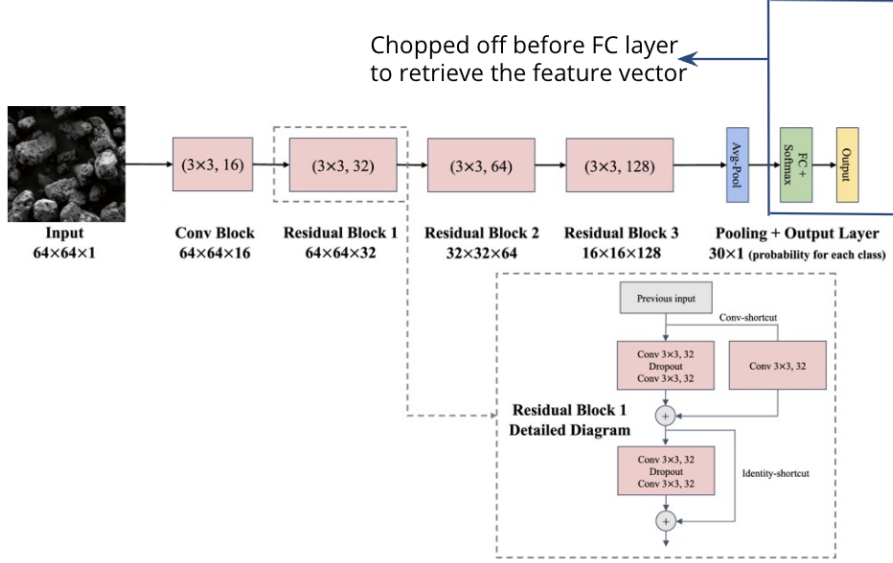 Chopped off before FC layer
to retrieve the feature vector
(3×3, 16)
(3×3, 32)
(3×3, 64)
(3×3, 128)
Avg-Pool
FC +
Softmax
Output
Input
64×64×1
Conv Block
64×64×16
Residual Block 1
64×64×32
Residual Block 2
32×32×64
Residual Block 3
16×16×128
Pooling + Output Layer
30×1 (probability for each class)
Previous input
Conv-shortcut
Conv 3×3, 32
Dropout
Conv 3×3, 32
Conv 3×3, 32
+
Residual Block 1
Detailed Diagram
Conv 3×3, 32
Dropout
Conv 3×3, 32
Identity-shortcut
+